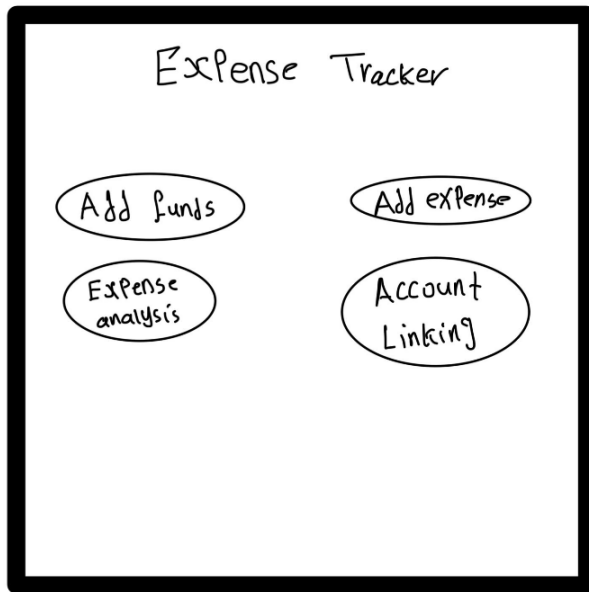 Expense Tracker
Add funds
Add expense
Expense
analysis
Account
Linking